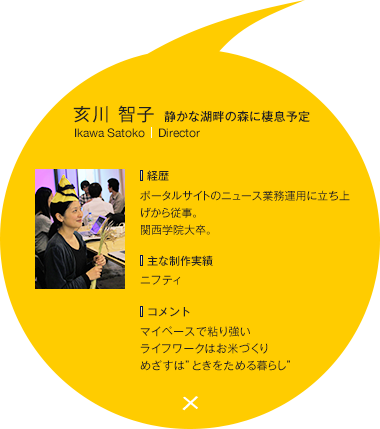 亥川 智子 静かな湖畔の森に棲息予定
Ikawa Satoko | Director
経歴
ポータルサイトのニュース業務運用に立ち上
げから従事。
関西学院大卒。
主な制作実績
ニフティ
コメント
マイペースで粘り強い
ライフワークはお米づくり
めざすは”ときをためる暮らし”